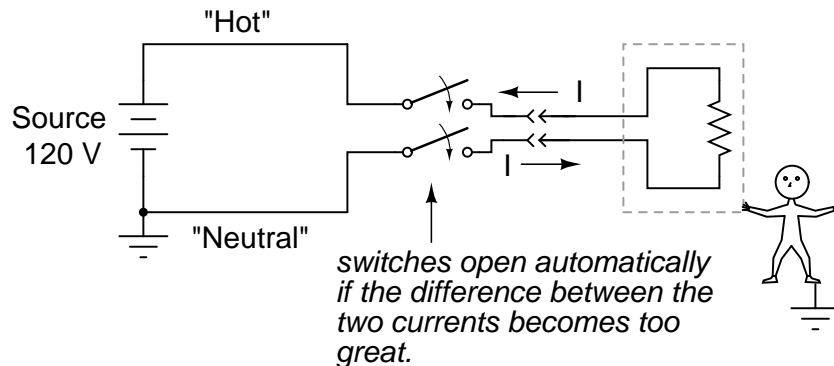 "Hot"
Source
120 V
I
I
"Neutral"
switches open automatically
if the difference between the
two currents becomes too
great.